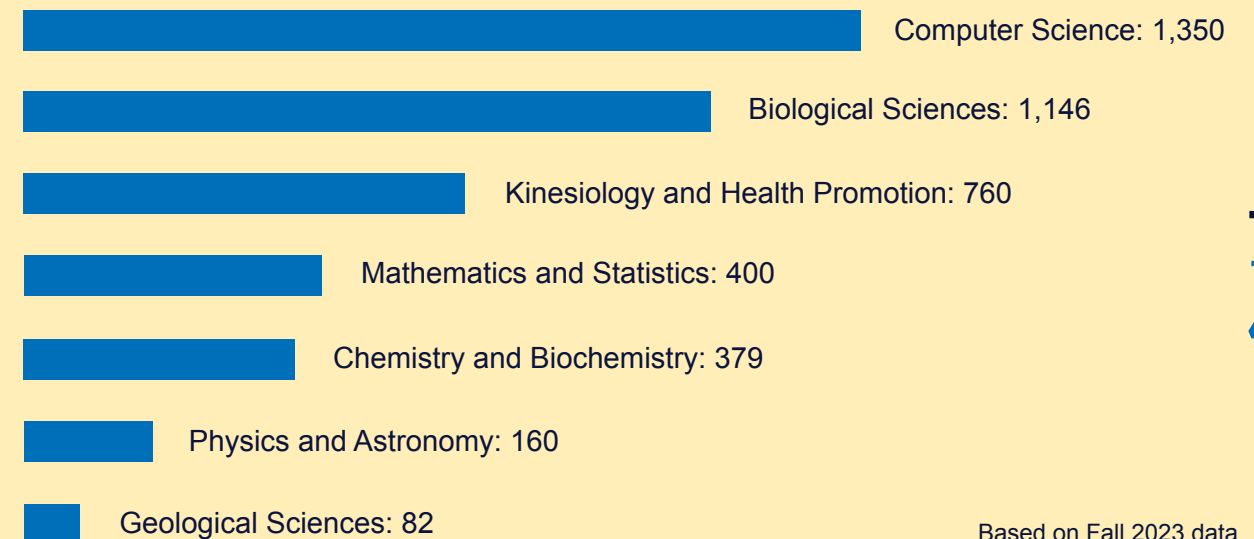 Computer Science: 1,350
Biological Sciences: 1,146
Kinesiology and Health Promotion: 760
Mathematics and Statistics: 400
Chemistry and Biochemistry: 379
Physics and Astronomy: 160
Geological Sciences: 82
Based on Fall 2023 data